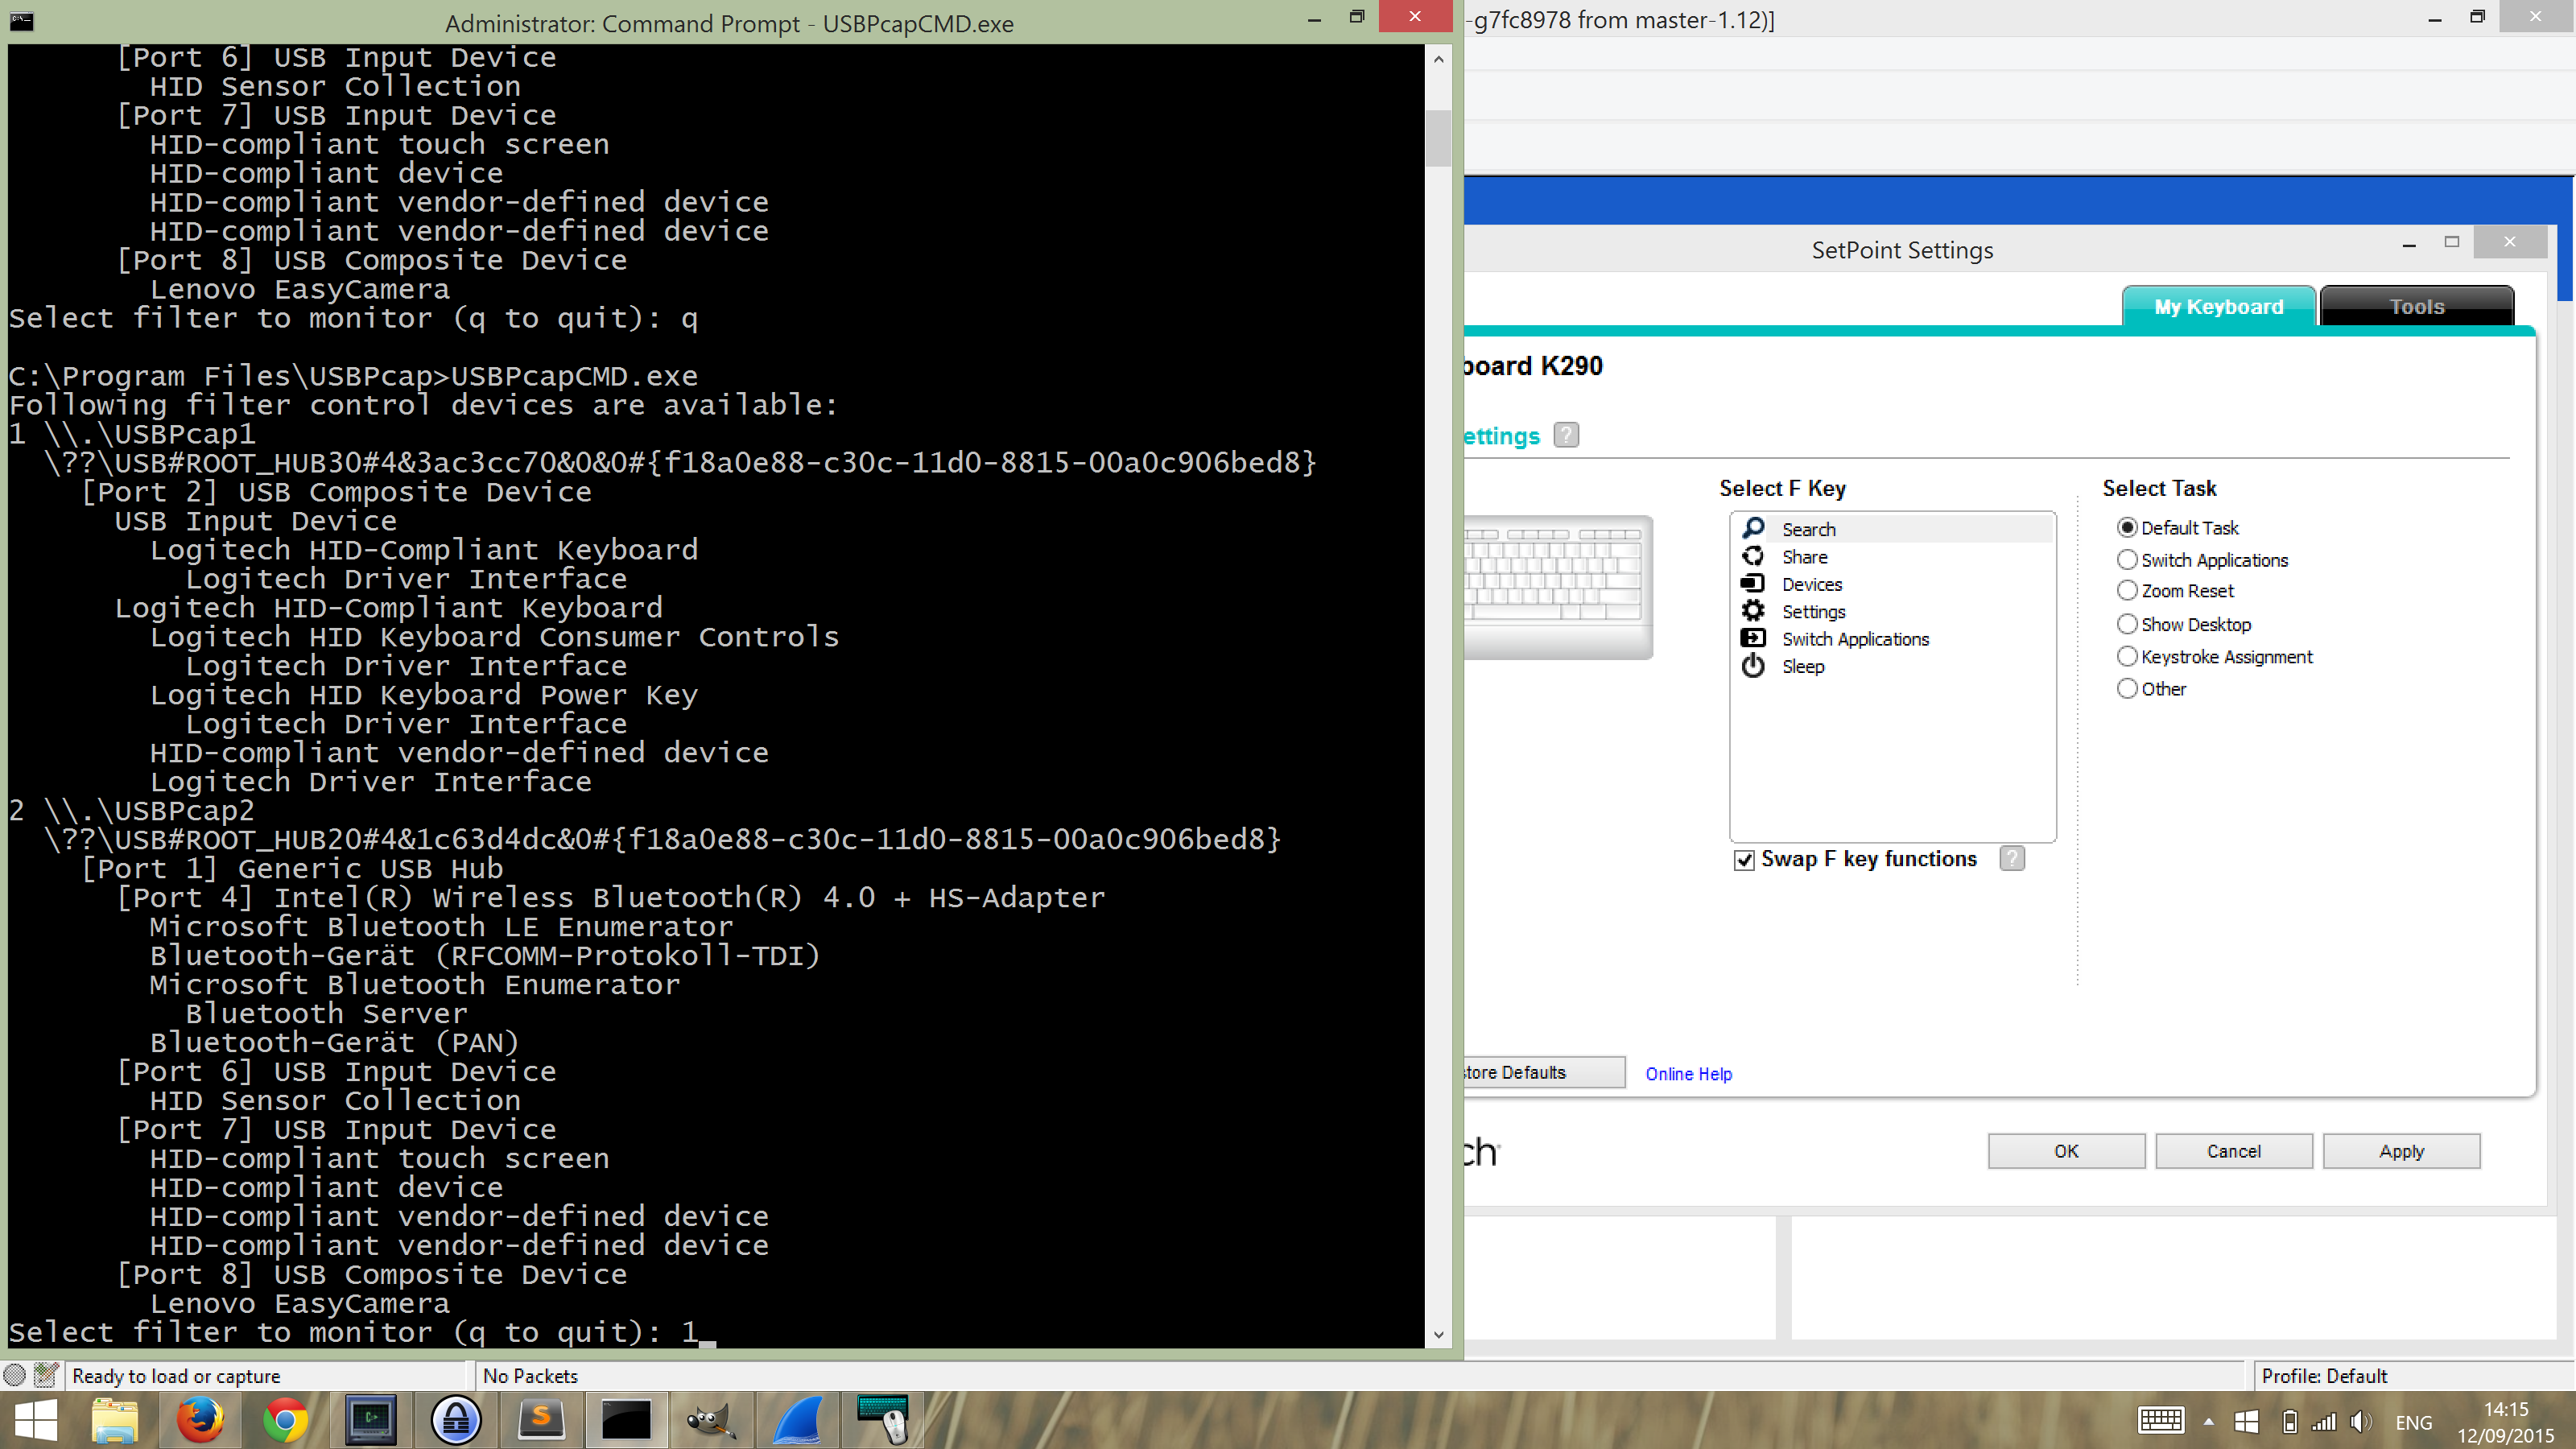 Administrator: Command Prompt - USBPcapCMD.exe
-g7fc8978 from master-1.12)]
[Port 6] USB Input Device
HID Sensor Collection
[Port 7] USB Input Device
HID-compliant touch screen
HID-compliant device
HID-compliant vendor-defined device
HID-compliant vendor-defined device
[Port 8] USB Composite Device
Lenovo EasyCamera
Select filter to monitor (q to quit): q
C:\Program Files\USBPcap>USBPcapCMD.exe
Following filter control devices are available:
1 \\.\USBPcap1
\??\USB#ROOT_HUB30#4&3ac3cc70&0&0#{f18a0e88-c30c-11d0-8815-00a0c906bed8}
[Port 2] USB Composite Device
USB Input Device
Logitech HID-Compliant Keyboard
Logitech Driver Interface
Logitech HID-Compliant Keyboard
Logitech HID Keyboard Consumer Controls
Logitech Driver Interface
Logitech HID Keyboard Power Key
Logitech Driver Interface
HID-compliant vendor-defined device
Logitech Driver Interface
2 \\.\USBPcap2
\??\USB#ROOT_HUB20#4&1c63d4dc&0#{f18a0e88-c30c-11d0-8815-00a0c906bed8}
[Port 1] Generic USB Hub
[Port 4] Intel(R) Wireless Bluetooth(R) 4.0 + HS-Adapter
Microsoft Bluetooth LE Enumerator
Bluetooth-Gerät (RFCOMM-Protokoll-TDI)
Microsoft Bluetooth Enumerator
Bluetooth Server
Bluetooth-Gerät (PAN)
[Port 6] USB Input Device
HID Sensor Collection
[Port 7] USB Input Device
HID-compliant touch screen
HID-compliant device
HID-compliant vendor-defined device
HID-compliant vendor-defined device
[Port 8] USB Composite Device
Lenovo EasyCamera
Select filter to monitor (q to quit): 1_
SetPoint Settings
My Keyboard
Tools
board K290
ettings ?
Select F Key
Search
Share
Devices
Settings
Switch Applications
Sleep
Swap F key functions ?
Select Task
Default Task
Switch Applications
Zoom Reset
Show Desktop
Keystroke Assignment
Other
store Defaults
Online Help
ch
OK
Cancel
Apply
Ready to load or capture
No Packets
Profile: Default
ENG
14:15
12/09/2015